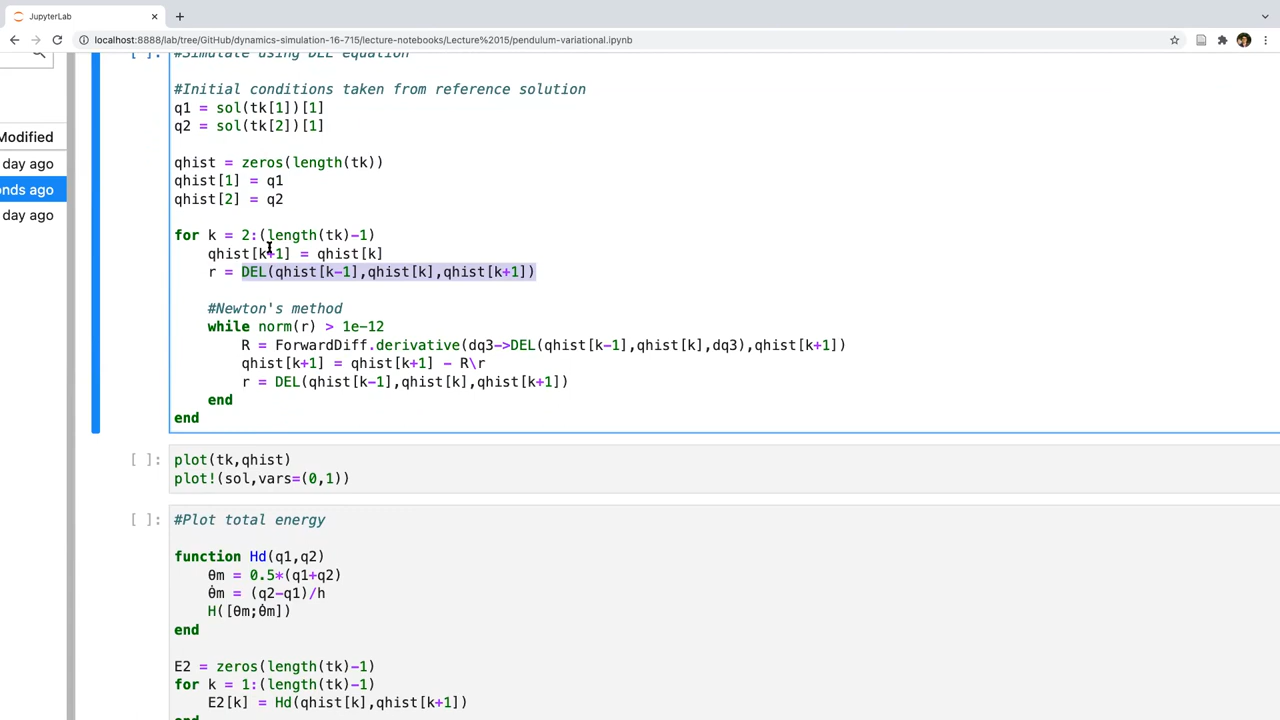 JupyterLab
localhost:8888/lab/tree/GitHub/dynamics-simulation-16-715/lecture-notebooks/Lecture%2015/pendulum-variational.ipynb
[ ]: #Simulate using DEL equation
#Initial conditions taken from reference solution
q1 = sol(tk[1])[1]
Modified
q2 = sol(tk[2])[1]
day ago
qhist = zeros(length(tk))
qhist[1] = q1
onds ago
qhist[2] = q2
day ago
for k = 2:(length(tk)-1)
qhist[k+1] = qhist[k]
r = DEL(qhist[k-1],qhist[k],qhist[k+1])
#Newton's method
while norm(r) > 1e-12
R = ForwardDiff.derivative(dq3->DEL(qhist[k-1],qhist[k],dq3),qhist[k+1])
qhist[k+1] = qhist[k+1] - R\r
r = DEL(qhist[k-1],qhist[k],qhist[k+1])
end
end
[ ]: plot(tk,qhist)
plot!(sol,vars=(0,1))
[ ]: #Plot total energy
function Hd(q1,q2)
θm = 0.5*(q1+q2)
θ̇m = (q2-q1)/h
H([θm;θ̇m])
end
E2 = zeros(length(tk)-1)
for k = 1:(length(tk)-1)
E2[k] = Hd(qhist[k],qhist[k+1])
end